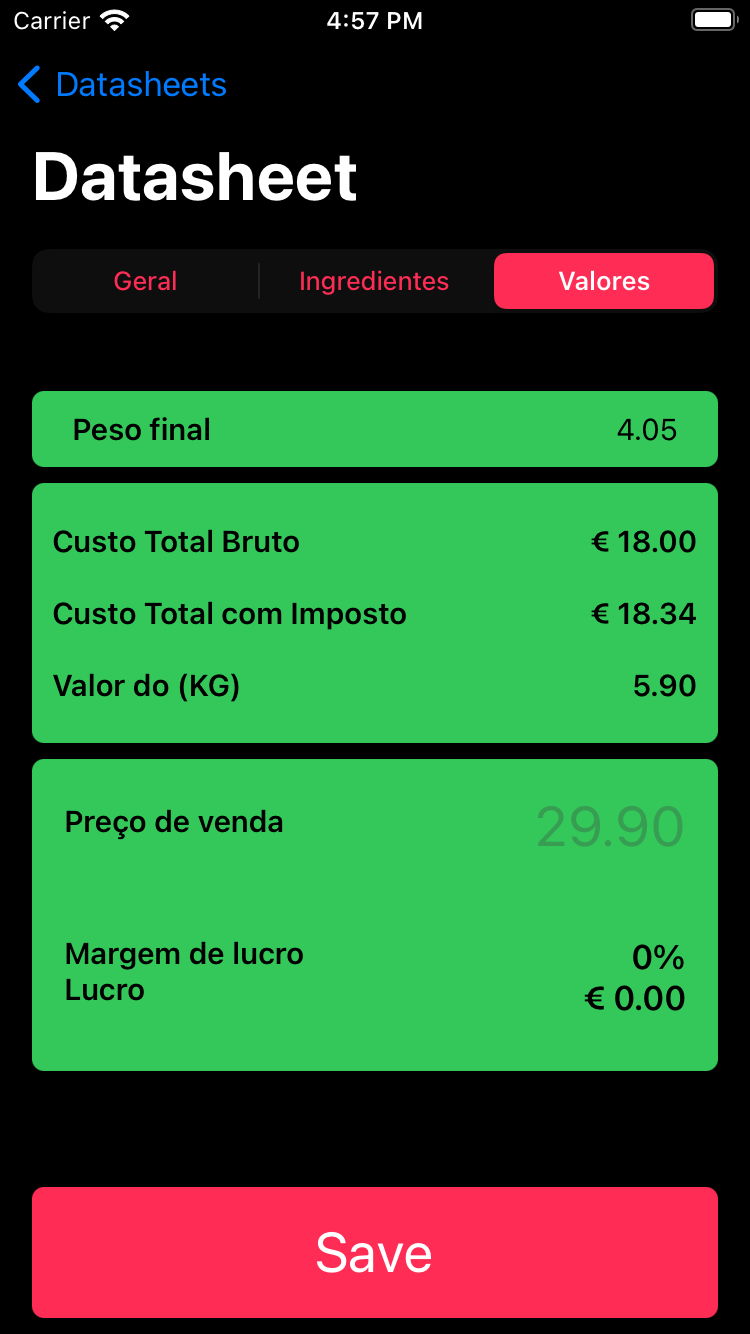 Carrier 4:57 PM
Datasheets
Datasheet
Geral Ingredientes Valores
Peso final 4.05
Custo Total Bruto € 18.00
Custo Total com Imposto € 18.34
Valor do (KG) 5.90
Preço de venda 29.90
Margem de lucro 0%
Lucro € 0.00
Save